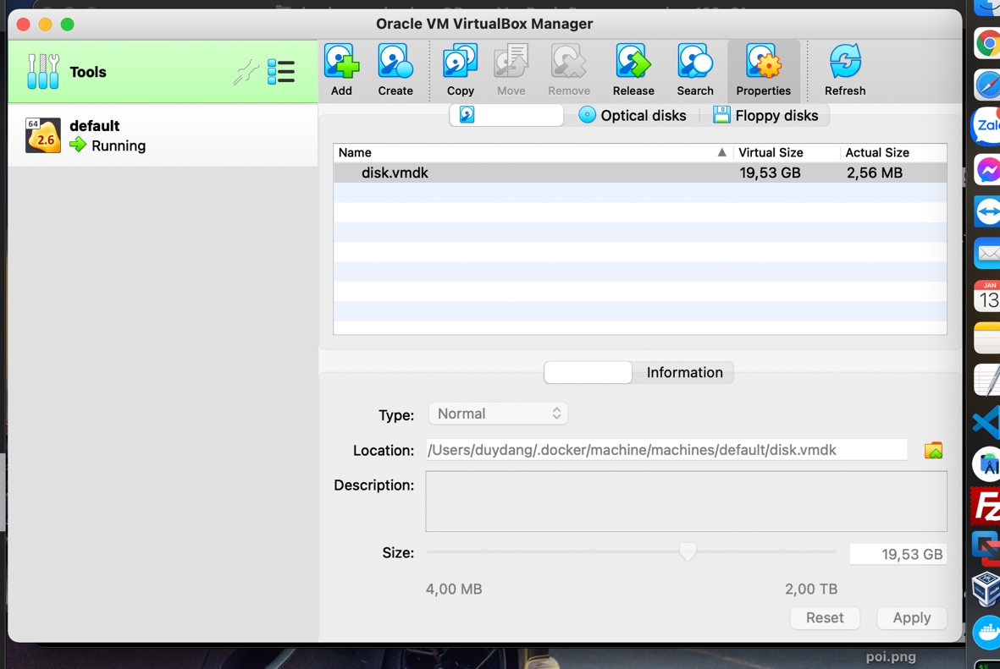 Oracle VM VirtualBox Manager
Tools
Add
Create
Copy
Move
Remove
Release
Search
Properties
Refresh
64
2.6
default
Running
Optical disks
Floppy disks
Name
Virtual Size
Actual Size
disk.vmdk
19,53 GB
2,56 MB
Information
Type:
Normal
Location:
/Users/duydang/.docker/machine/machines/default/disk.vmdk
Description:
Size:
19,53 GB
4,00 MB
2,00 TB
Reset
Apply
JAN
13
poi.png